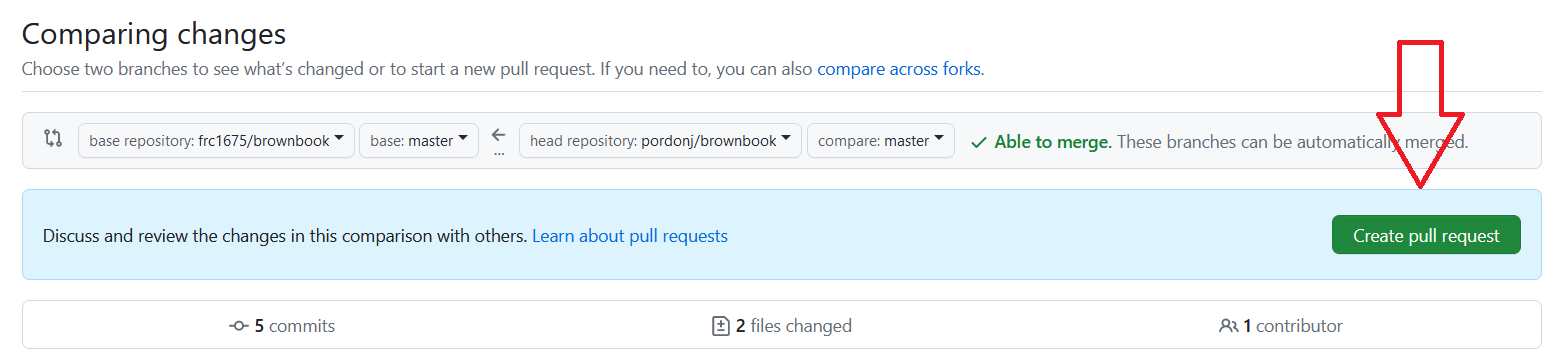 Comparing changes
Choose two branches to see what's changed or to start a new pull request. If you need to, you can also compare across forks.
base repository: frc1675/brownbook base: master ... head repository: pordonj/brownbook compare: master Able to merge. These branches can be automatically merged.
Discuss and review the changes in this comparison with others. Learn about pull requests Create pull request
5 commits 2 files changed 1 contributor